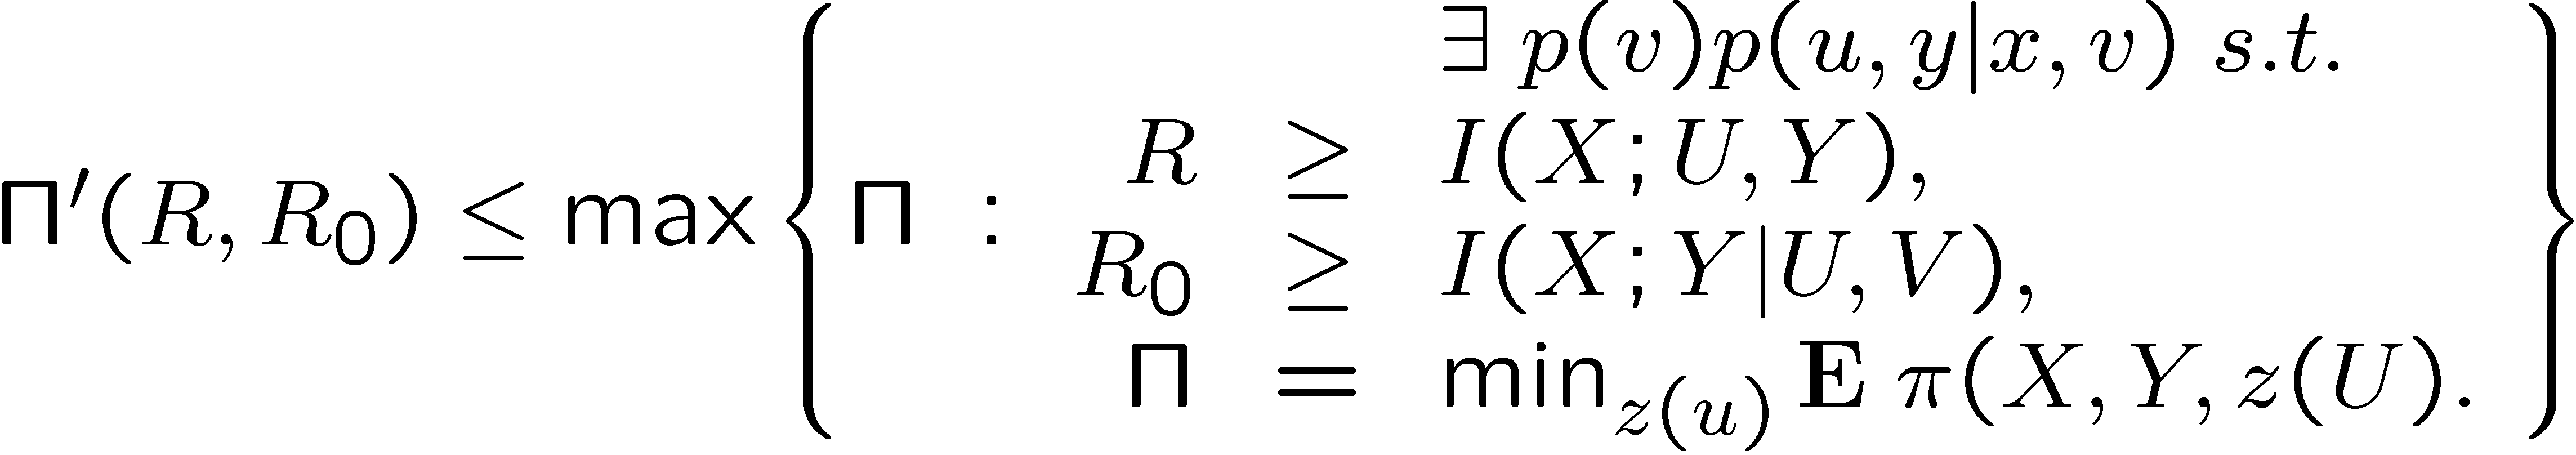 ∃ p(v)p(u, y|x, v) s.t.
R ≥ I(X; U, Y),
Π′(R, R₀) ≤ max { Π : R₀ ≥ I(X; Y|U, V), }
Π = min_{z(u)} E π(X, Y, z(U).